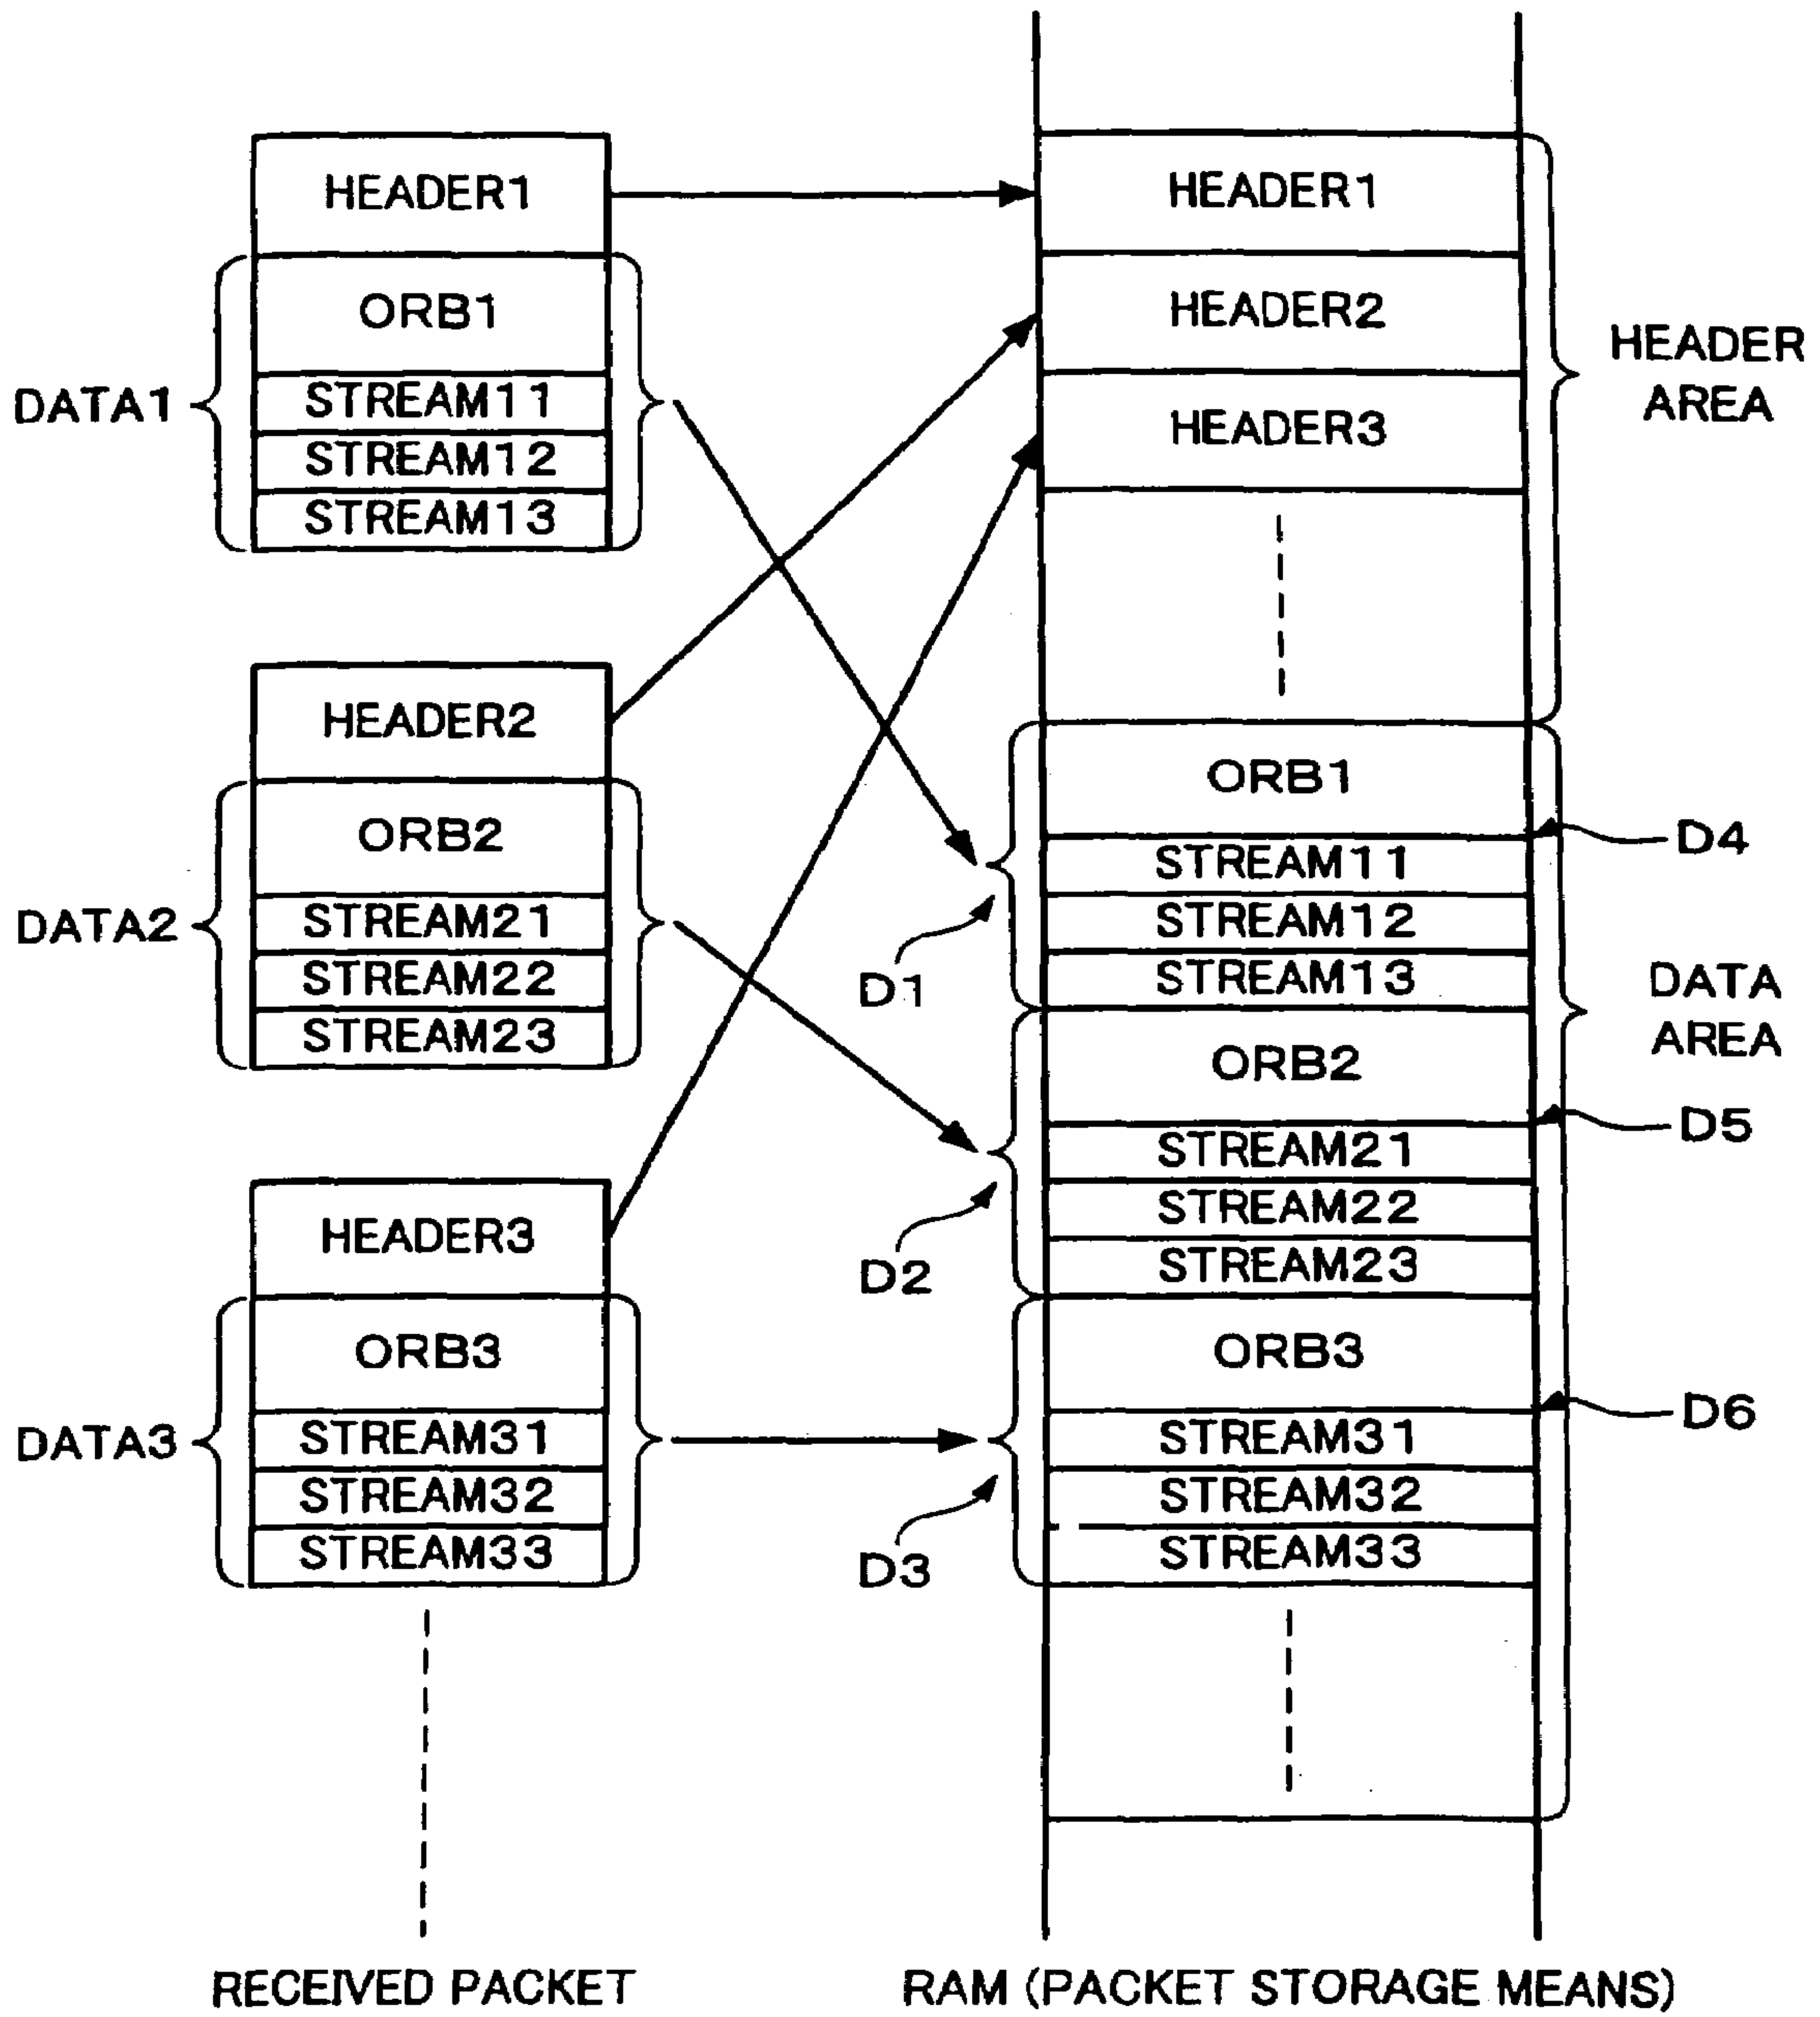 HEADER1
ORB1
STREAM11
STREAM12
STREAM13
DATA1
HEADER2
ORB2
STREAM21
STREAM22
STREAM23
DATA2
HEADER3
ORB3
STREAM31
STREAM32
STREAM33
DATA3
RECEIVED PACKET
HEADER1
HEADER2
HEADER3
HEADER
AREA
ORB1
STREAM11
STREAM12
STREAM13
D1
D4
ORB2
STREAM21
STREAM22
STREAM23
D2
D5
ORB3
STREAM31
STREAM32
STREAM33
D3
D6
DATA
AREA
RAM (PACKET STORAGE MEANS)